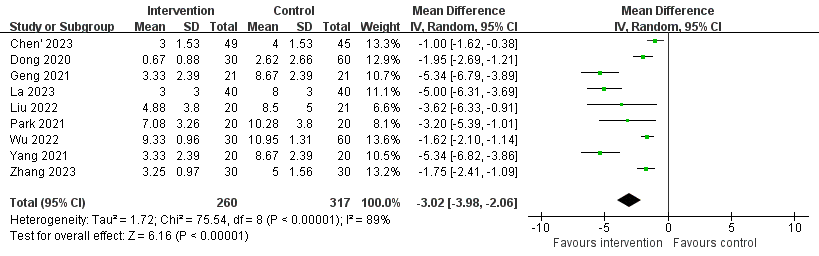 Intervention Control Mean Difference Mean Difference
Study or Subgroup Mean SD Total Mean SD Total Weight IV, Random, 95% CI IV, Random, 95% CI
Chen' 2023 3 1.53 49 4 1.53 45 13.3% -1.00 [-1.62, -0.38]
Dong 2020 0.67 0.88 30 2.62 2.66 60 13.0% -1.95 [-2.69, -1.21]
Geng 2021 3.33 2.39 21 8.67 2.39 21 10.7% -5.34 [-6.79, -3.89]
La 2023 3 3 40 8 3 40 11.1% -5.00 [-6.31, -3.69]
Liu 2022 4.88 3.8 20 8.5 5 21 6.6% -3.62 [-6.33, -0.91]
Park 2021 7.08 3.26 20 10.28 3.8 20 8.1% -3.20 [-5.39, -1.01]
Wu 2022 9.33 0.96 30 10.95 1.31 60 13.6% -1.62 [-2.10, -1.14]
Yang 2021 3.33 2.39 20 8.67 2.39 20 10.5% -5.34 [-6.82, -3.86]
Zhang 2023 3.25 0.97 30 5 1.56 30 13.2% -1.75 [-2.41, -1.09]
Total (95% CI) 260 317 100.0% -3.02 [-3.98, -2.06]
Heterogeneity: Tau² = 1.72; Chi² = 75.54, df = 8 (P < 0.00001); I² = 89%
Test for overall effect: Z = 6.16 (P < 0.00001)
-10 -5 0 5 10
Favours intervention Favours control